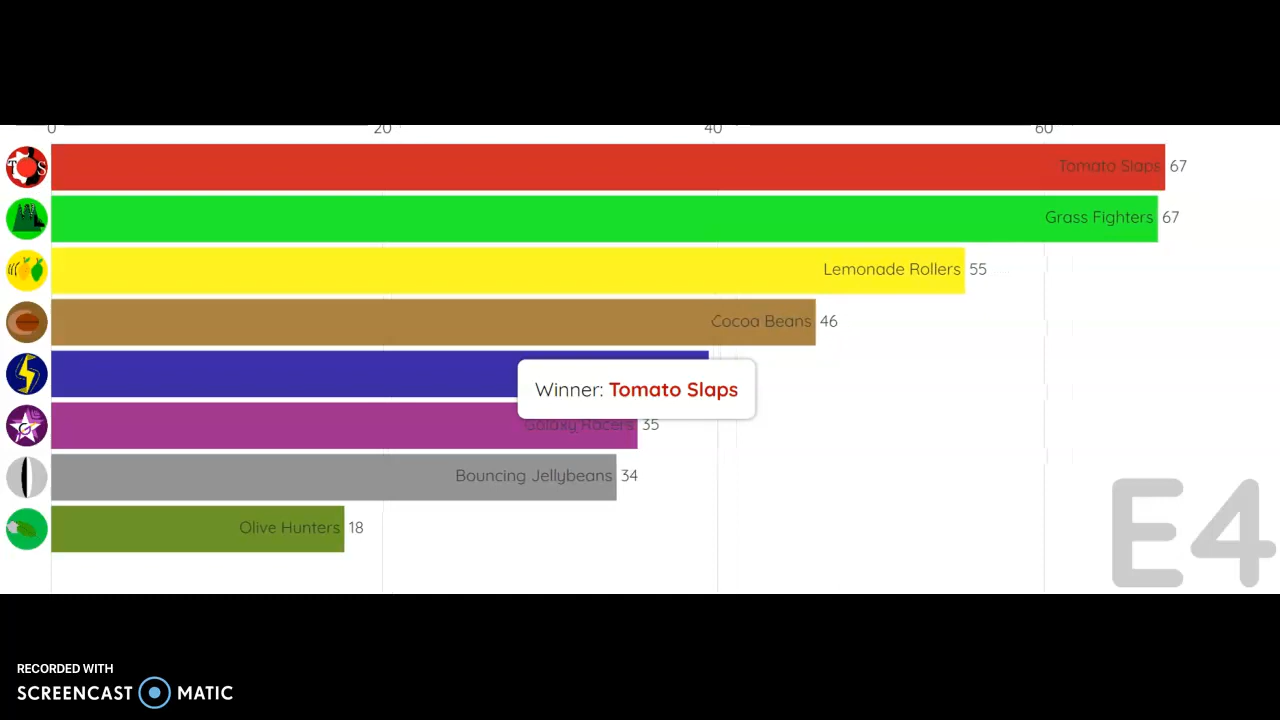 0 20 40 60
T S
Tomato Slaps 67
Grass Fighters 67
Lemonade Rollers 55
Cocoa Beans 46
Winner: Tomato Slaps
G
Galaxy Racers 35
Bouncing Jellybeans 34
Olive Hunters 18
E4
RECORDED WITH
SCREENCAST MATIC